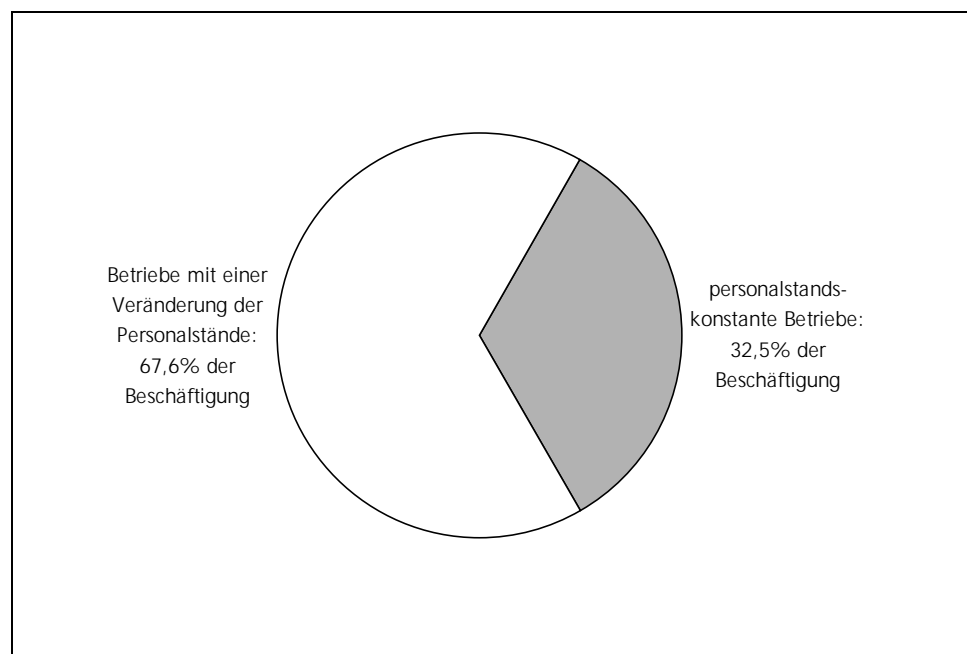 Betriebe mit einer
Veränderung der
Personalstände:
67,6% der
Beschäftigung
personalstands-
konstante Betriebe:
32,5% der
Beschäftigung